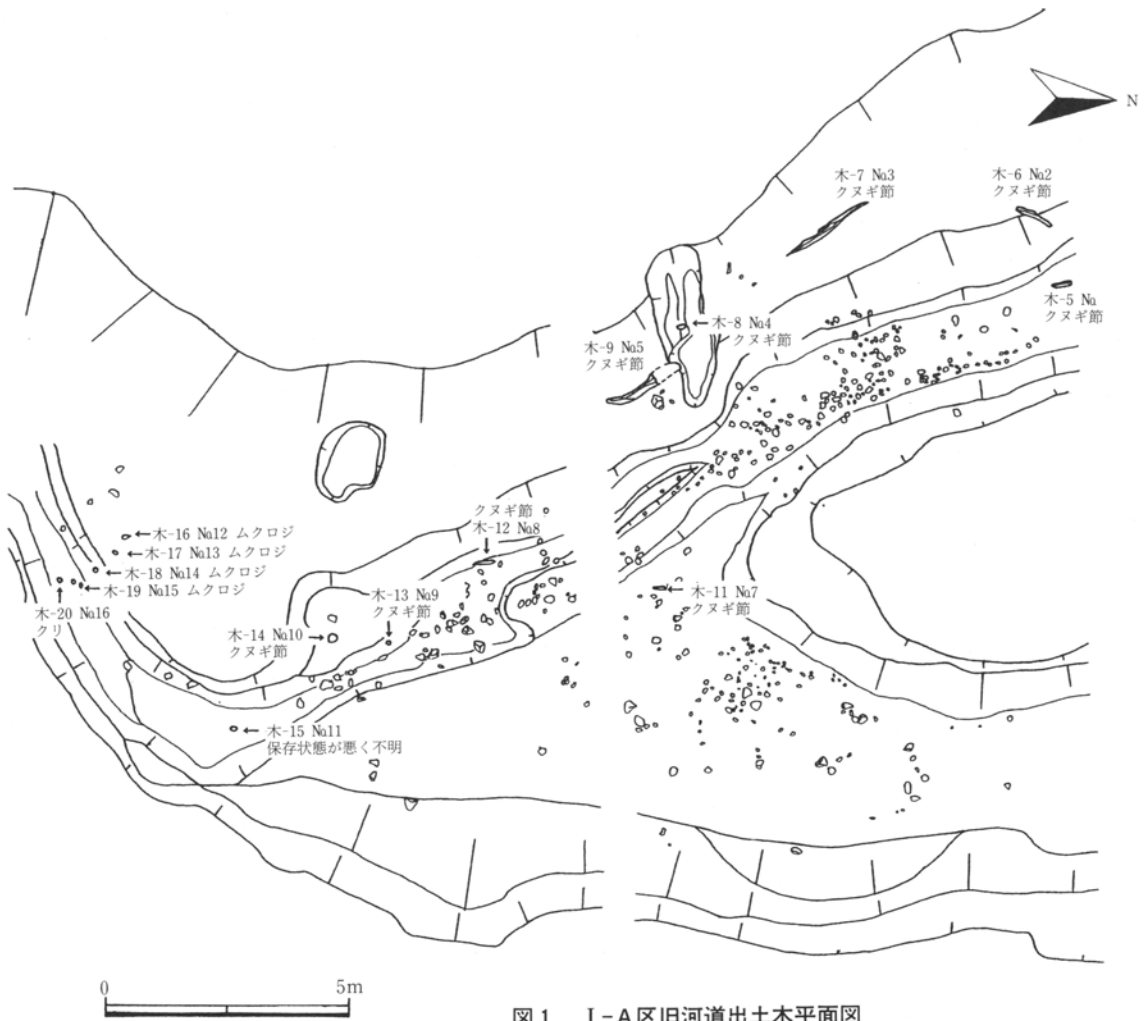 N
木-7 No.3
クヌギ節
木-6 No.2
クヌギ節
木-5 No.
クヌギ節
←木-8 No.4
クヌギ節
木-9 No.5
クヌギ節
クヌギ節
木-12 No.8
←木-16 No.12 ムクロジ
←木-17 No.13 ムクロジ
←木-18 No.14 ムクロジ
←木-19 No.15 ムクロジ
木-20 No.16
クリ
木-13 No.9
クヌギ節
←木-11 No.7
クヌギ節
木-14 No.10→
クヌギ節
←木-15 No.11
保存状態が悪く不明
0 5m
図1 I-A区旧河道出土木平面図